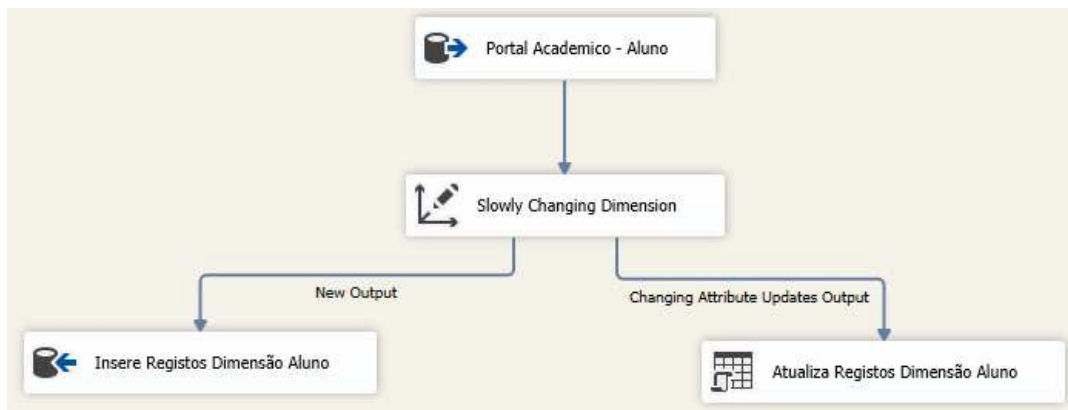 Portal Academico - Aluno
Slowly Changing Dimension
New Output
Changing Attribute Updates Output
Insere Registos Dimensão Aluno
Atualiza Registos Dimensão Aluno